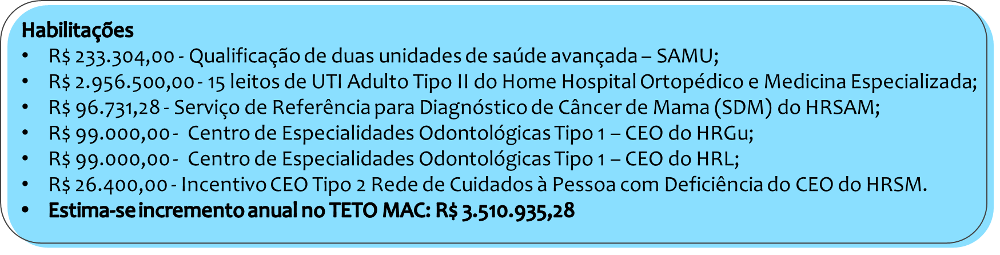 Habilitações
• R$ 233.304,00 - Qualificação de duas unidades de saúde avançada – SAMU;
• R$ 2.956.500,00 - 15 leitos de UTI Adulto Tipo II do Home Hospital Ortopédico e Medicina Especializada;
• R$ 96.731,28 - Serviço de Referência para Diagnóstico de Câncer de Mama (SDM) do HRSAM;
• R$ 99.000,00 - Centro de Especialidades Odontológicas Tipo 1 – CEO do HRGu;
• R$ 99.000,00 - Centro de Especialidades Odontológicas Tipo 1 – CEO do HRL;
• R$ 26.400,00 - Incentivo CEO Tipo 2 Rede de Cuidados à Pessoa com Deficiência do CEO do HRSM.
• Estima-se incremento anual no TETO MAC: R$ 3.510.935,28